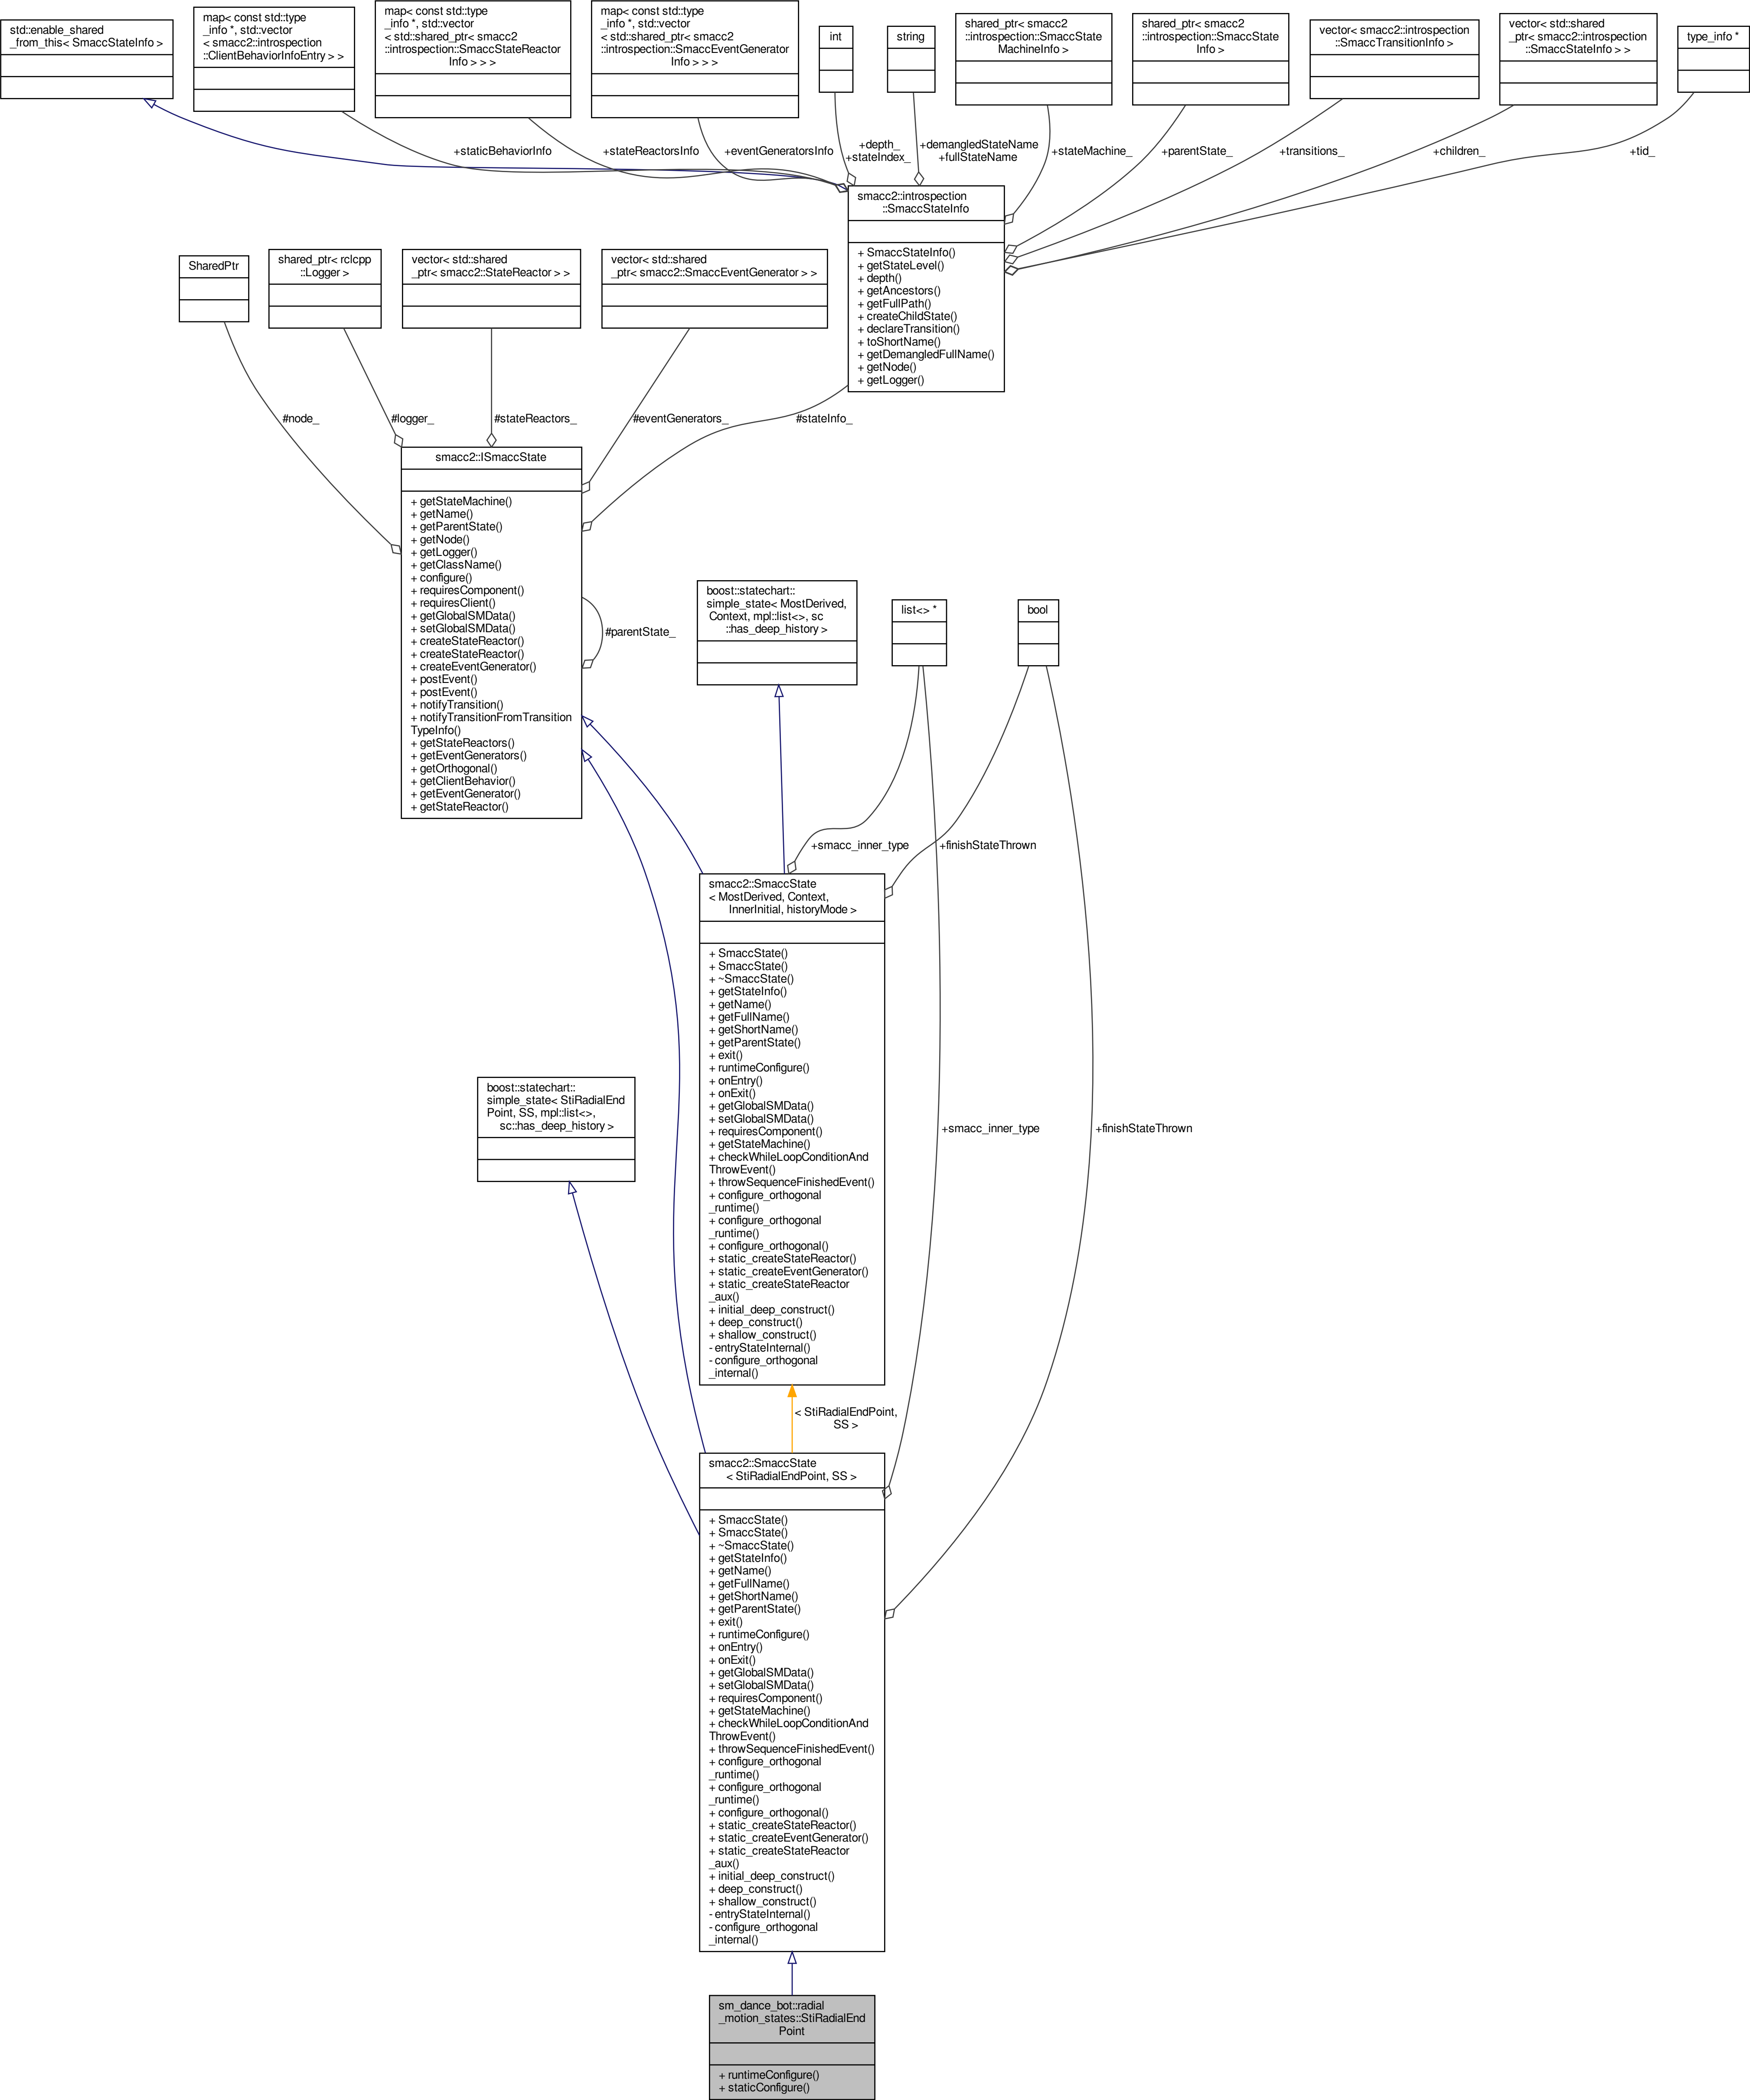 std::enable_shared
_from_this< SmaccStateInfo >
map< const std::type
_info *, std::vector
< smacc2::introspection
::ClientBehaviorInfoEntry > >
map< const std::type
_info *, std::vector
< std::shared_ptr< smacc2
::introspection::SmaccStateReactor
Info > > >
map< const std::type
_info *, std::vector
< std::shared_ptr< smacc2
::introspection::SmaccEventGenerator
Info > > >
int
string
shared_ptr< smacc2
::introspection::SmaccState
MachineInfo >
shared_ptr< smacc2
::introspection::SmaccState
Info >
vector< smacc2::introspection
::SmaccTransitionInfo >
vector< std::shared
_ptr< smacc2::introspection
::SmaccStateInfo > >
type_info *
+staticBehaviorInfo
+stateReactorsInfo
+eventGeneratorsInfo
+depth_
+stateIndex_
+demangledStateName
+fullStateName
+stateMachine_
+parentState_
+transitions_
+children_
+tid_
smacc2::introspection
::SmaccStateInfo
+ SmaccStateInfo()
+ getStateLevel()
+ depth()
+ getAncestors()
+ getFullPath()
+ createChildState()
+ declareTransition()
+ toShortName()
+ getDemangledFullName()
+ getNode()
+ getLogger()
SharedPtr
shared_ptr< rclcpp
::Logger >
vector< std::shared
_ptr< smacc2::StateReactor > >
vector< std::shared
_ptr< smacc2::SmaccEventGenerator > >
#node_
#logger_
#stateReactors_
#eventGenerators_
#stateInfo_
smacc2::ISmaccState
+ getStateMachine()
+ getName()
+ getParentState()
+ getNode()
+ getLogger()
+ getClassName()
+ configure()
+ requiresComponent()
+ requiresClient()
+ getGlobalSMData()
+ setGlobalSMData()
+ createStateReactor()
+ createStateReactor()
+ createEventGenerator()
+ postEvent()
+ postEvent()
+ notifyTransition()
+ notifyTransitionFromTransition
TypeInfo()
+ getStateReactors()
+ getEventGenerators()
+ getOrthogonal()
+ getClientBehavior()
+ getEventGenerator()
+ getStateReactor()
#parentState_
boost::statechart::
simple_state< MostDerived,
Context, mpl::list<>, sc
::has_deep_history >
list<> *
bool
+smacc_inner_type
+finishStateThrown
smacc2::SmaccState
< MostDerived, Context,
InnerInitial, historyMode >
+ SmaccState()
+ SmaccState()
+ ~SmaccState()
+ getStateInfo()
+ getName()
+ getFullName()
+ getShortName()
+ getParentState()
+ exit()
+ runtimeConfigure()
+ onEntry()
+ onExit()
+ getGlobalSMData()
+ setGlobalSMData()
+ requiresComponent()
+ getStateMachine()
+ checkWhileLoopConditionAnd
ThrowEvent()
+ throwSequenceFinishedEvent()
+ configure_orthogonal
_runtime()
+ configure_orthogonal
_runtime()
+ configure_orthogonal()
+ static_createStateReactor()
+ static_createEventGenerator()
+ static_createStateReactor
_aux()
+ initial_deep_construct()
+ deep_construct()
+ shallow_construct()
- entryStateInternal()
- configure_orthogonal
_internal()
boost::statechart::
simple_state< StiRadialEnd
Point, SS, mpl::list<>,
sc::has_deep_history >
+smacc_inner_type
+finishStateThrown
< StiRadialEndPoint,
SS >
smacc2::SmaccState
< StiRadialEndPoint, SS >
+ SmaccState()
+ SmaccState()
+ ~SmaccState()
+ getStateInfo()
+ getName()
+ getFullName()
+ getShortName()
+ getParentState()
+ exit()
+ runtimeConfigure()
+ onEntry()
+ onExit()
+ getGlobalSMData()
+ setGlobalSMData()
+ requiresComponent()
+ getStateMachine()
+ checkWhileLoopConditionAnd
ThrowEvent()
+ throwSequenceFinishedEvent()
+ configure_orthogonal
_runtime()
+ configure_orthogonal
_runtime()
+ configure_orthogonal()
+ static_createStateReactor()
+ static_createEventGenerator()
+ static_createStateReactor
_aux()
+ initial_deep_construct()
+ deep_construct()
+ shallow_construct()
- entryStateInternal()
- configure_orthogonal
_internal()
sm_dance_bot::radial
_motion_states::StiRadialEnd
Point
+ runtimeConfigure()
+ staticConfigure()